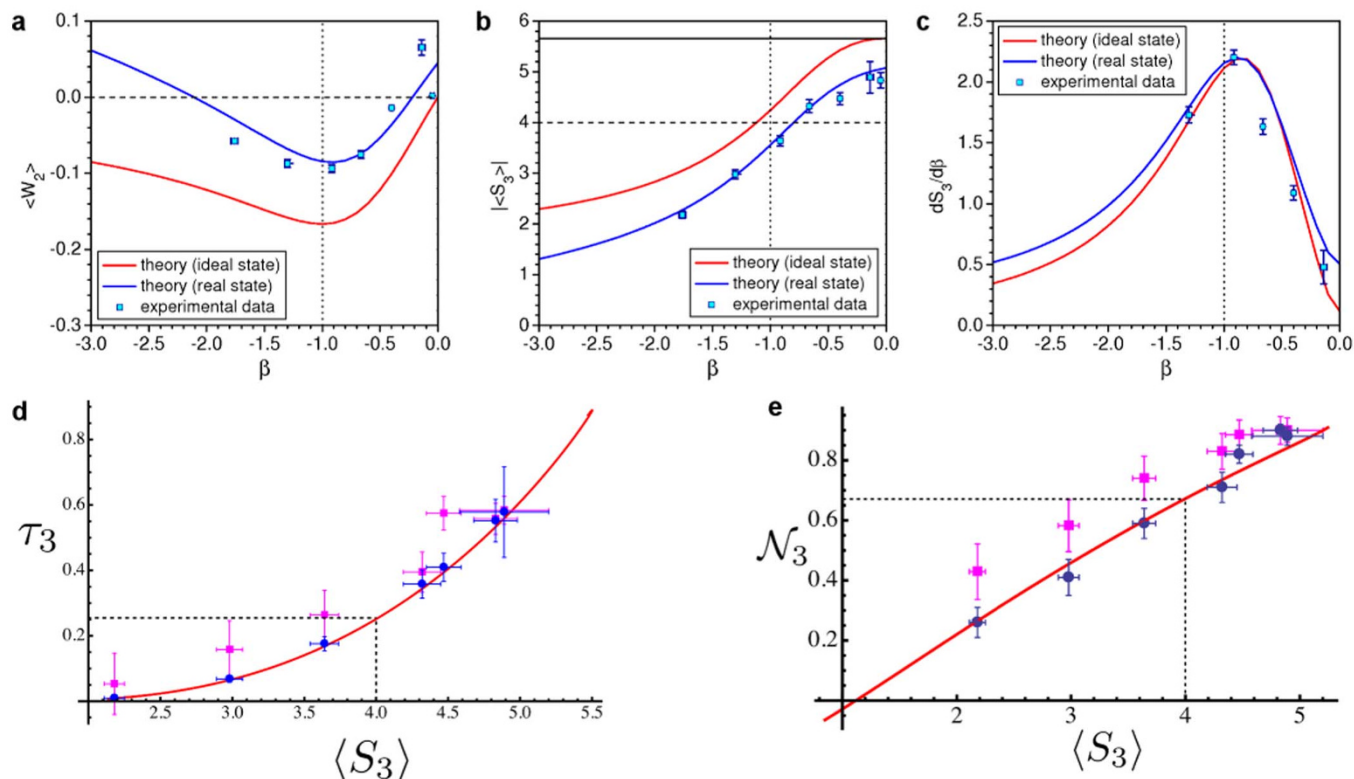 a
0.1
0.0
-0.1
-0.2
-0.3
<W₂>
theory (ideal state)
theory (real state)
experimental data
-3.0 -2.5 -2.0 -1.5 -1.0 -0.5 0.0
β
b
6
5
4
3
2
1
0
|<S₃>|
theory (ideal state)
theory (real state)
experimental data
-3.0 -2.5 -2.0 -1.5 -1.0 -0.5 0.0
β
c
2.5
2.0
1.5
1.0
0.5
0.0
dS₃/dβ
theory (ideal state)
theory (real state)
experimental data
-3.0 -2.5 -2.0 -1.5 -1.0 -0.5 0.0
β
d
0.8
0.6
0.4
0.2
τ₃
2.5 3.0 3.5 4.0 4.5 5.0 5.5
⟨S₃⟩
e
0.8
0.6
0.4
0.2
𝒩₃
2 3 4 5
⟨S₃⟩